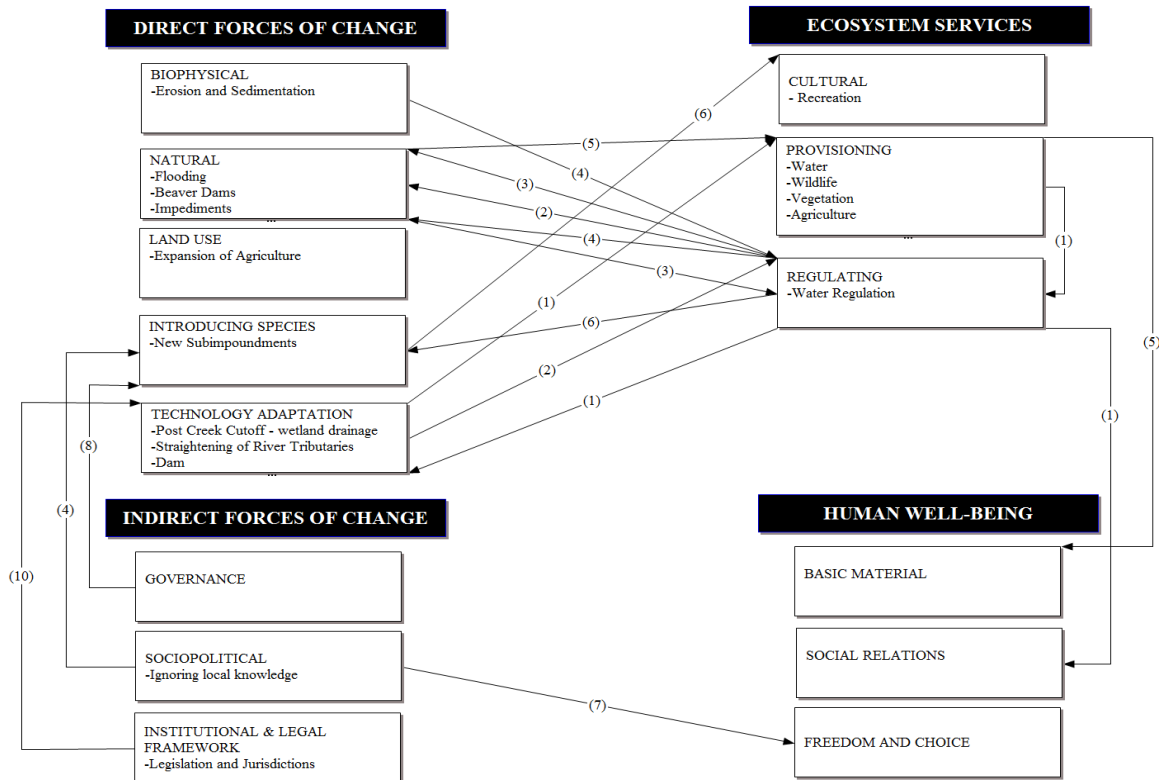 DIRECT FORCES OF CHANGE
BIOPHYSICAL
-Erosion and Sedimentation
NATURAL
-Flooding
-Beaver Dams
-Impediments
...
LAND USE
-Expansion of Agriculture
INTRODUCING SPECIES
-New Subimpoundments
TECHNOLOGY ADAPTATION
-Post Creek Cutoff - wetland drainage
-Straightening of River Tributaries
-Dam
...
INDIRECT FORCES OF CHANGE
GOVERNANCE
SOCIOPOLITICAL
-Ignoring local knowledge
INSTITUTIONAL & LEGAL
FRAMEWORK
-Legislation and Jurisdictions
(8)
(4)
(10)
(6)
(5)
(4)
(3)
(2)
(4)
(3)
(1)
(6)
(2)
(1)
(7)
ECOSYSTEM SERVICES
CULTURAL
- Recreation
PROVISIONING
-Water
-Wildlife
-Vegetation
-Agriculture
...
REGULATING
-Water Regulation
(1)
(5)
(1)
HUMAN WELL-BEING
BASIC MATERIAL
SOCIAL RELATIONS
FREEDOM AND CHOICE